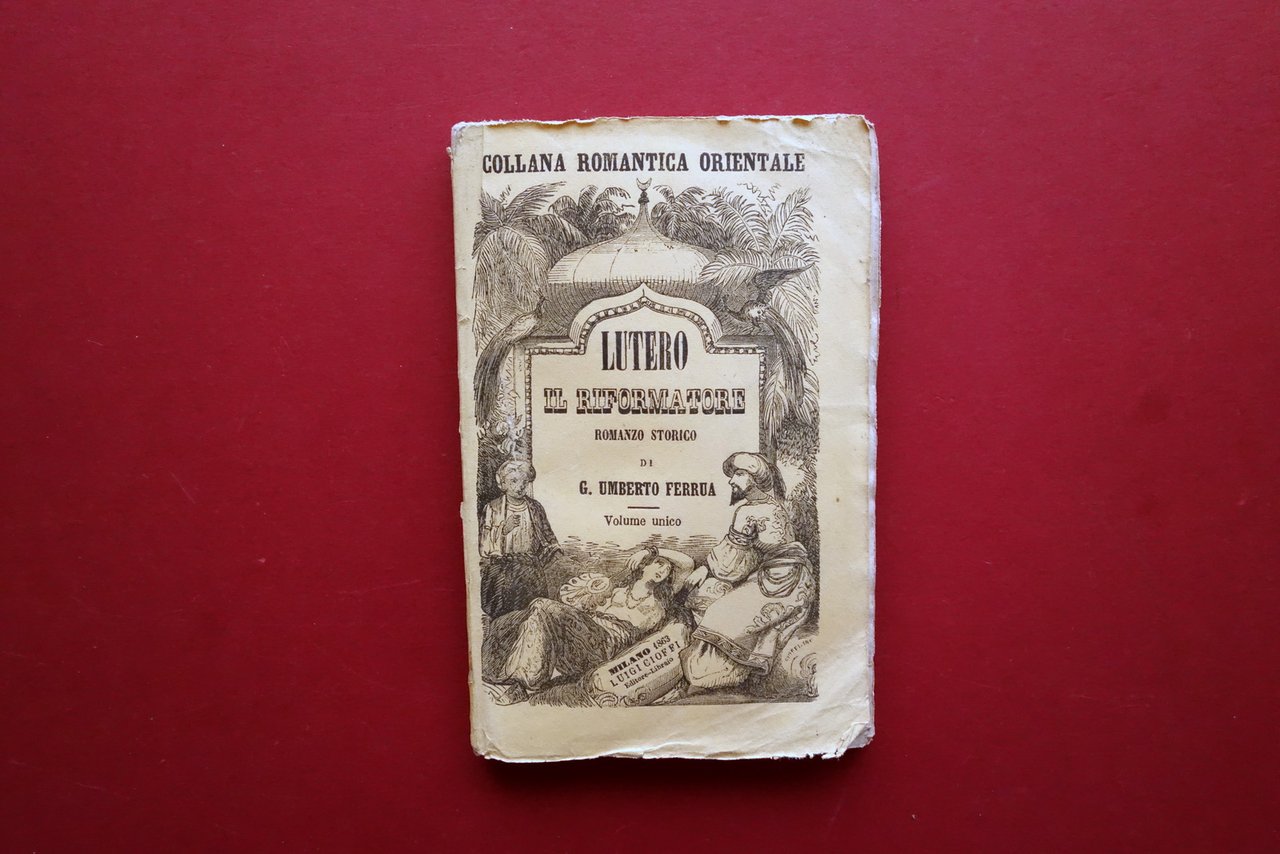 COLLANA ROMANTICA ORIENTALE
LUTERO
IL RIFORMATORE
ROMANZO STORICO
DI
G. UMBERTO FERRUA
Volume unico
MILANO 1863
LUIGI CIOFFI
Editore-Libraio